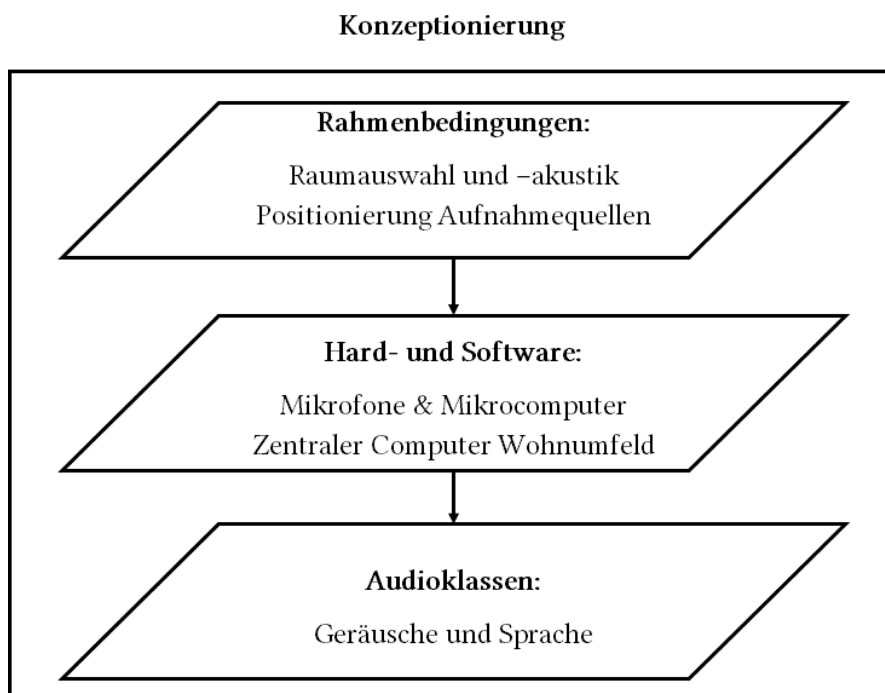 Konzeptionierung
Rahmenbedingungen:
Raumauswahl und –akustik
Positionierung Aufnahmequellen
Hard- und Software:
Mikrofone & Mikrocomputer
Zentraler Computer Wohnumfeld
Audioklassen:
Geräusche und Sprache